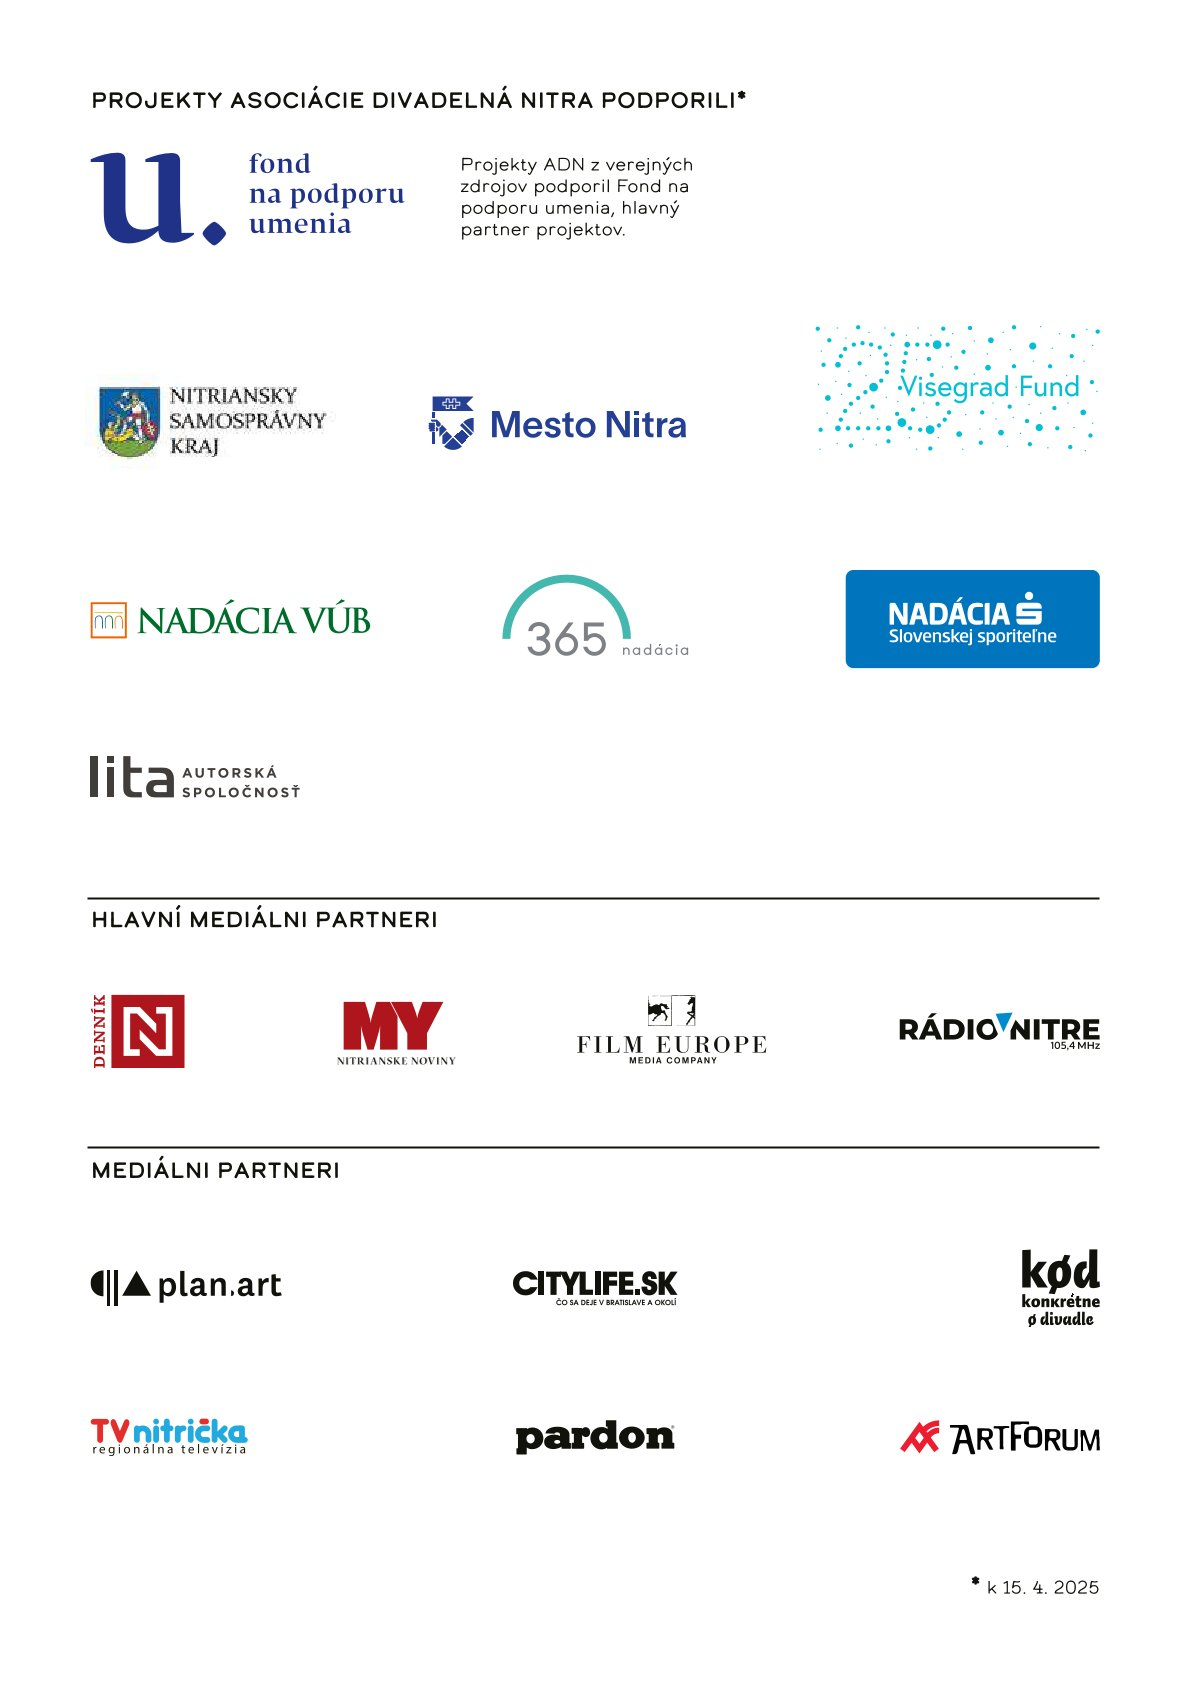 PROJEKTY ASOCIÁCIE DIVADELNÁ NITRA PODPORILI*
u.
fond
na podporu
umenia
Projekty ADN z verejných
zdrojov podporil Fond na
podporu umenia, hlavný
partner projektov.
NITRIANSKY
SAMOSPRÁVNY
KRAJ
Mesto Nitra
25
Visegrad Fund
NADÁCIA VÚB
365
nadácia
NADÁCIA
Slovenskej sporiteľne
lita
AUTORSKÁ
SPOLOČNOSŤ
HLAVNÍ MEDIÁLNI PARTNERI
DENNÍK
N
MY
NITRIANSKE NOVINY
FILM EUROPE
MEDIA COMPANY
RÁDIO NITRE
105,4 MHz
MEDIÁLNI PARTNERI
plan.art
CITYLIFE.SK
ČO SA DEJE V BRATISLAVE A OKOLÍ
kød
konkrétne
ø divadle
TV nitrička
regionálna televízia
pardon
ARTFORUM
* k 15. 4. 2025